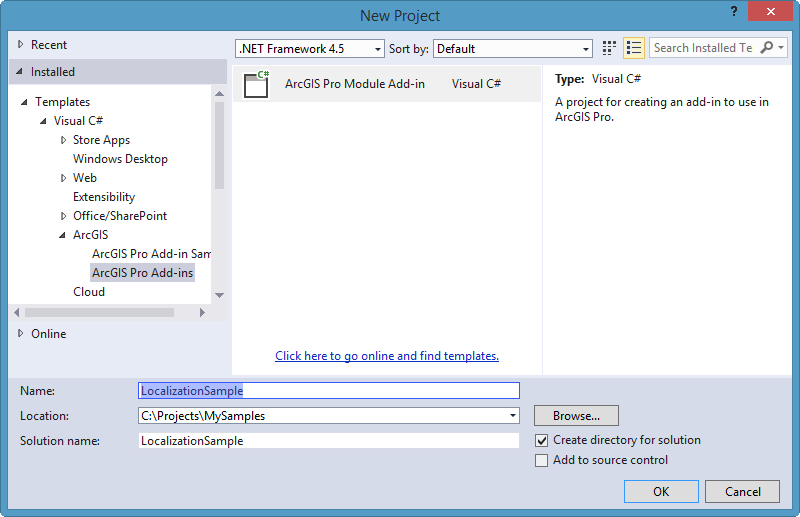 New Project
?
Recent
Installed
Templates
Visual C#
Store Apps
Windows Desktop
Web
Extensibility
Office/SharePoint
ArcGIS
ArcGIS Pro Add-in Sam
ArcGIS Pro Add-ins
Cloud
Online
.NET Framework 4.5
Sort by:
Default
Search Installed Te
C#
ArcGIS Pro Module Add-in
Visual C#
Type: Visual C#
A project for creating an add-in to use in
ArcGIS Pro.
Click here to go online and find templates.
Name:
LocalizationSample
Location:
C:\Projects\MySamples
Browse...
Solution name:
LocalizationSample
Create directory for solution
Add to source control
OK
Cancel